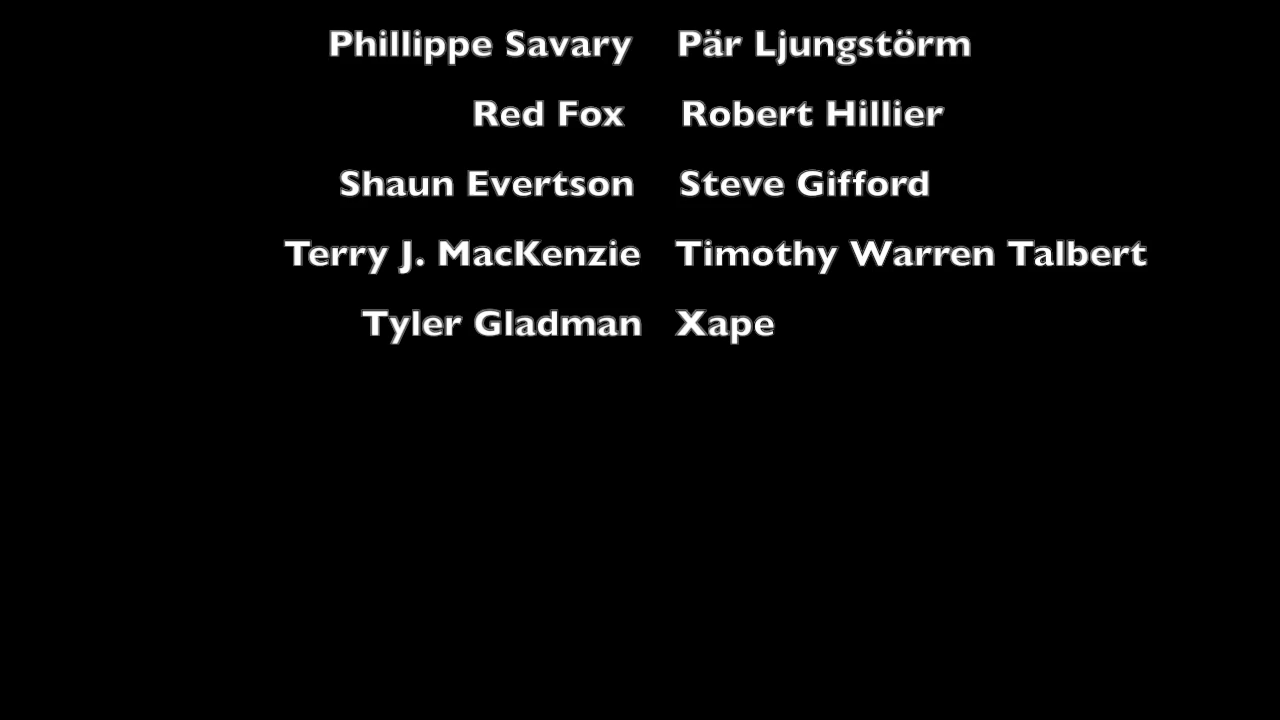 Phillippe Savary Pär Ljungstörm
Red Fox Robert Hillier
Shaun Evertson Steve Gifford
Terry J. MacKenzie Timothy Warren Talbert
Tyler Gladman Xape